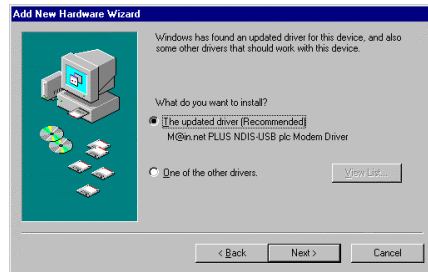 Add New Hardware Wizard
Windows has found an updated driver for this device, and also
some other drivers that should work with this device.
What do you want to install?
The updated driver (Recommended)
M@in.net PLUS NDIS-USB plc Modem Driver
One of the other drivers.
View List...
< Back
Next >
Cancel